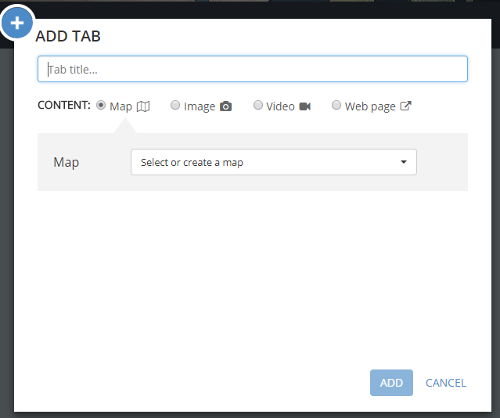 ADD TAB
Tab title...
CONTENT: Map Image Video Web page
Map Select or create a map
ADD CANCEL